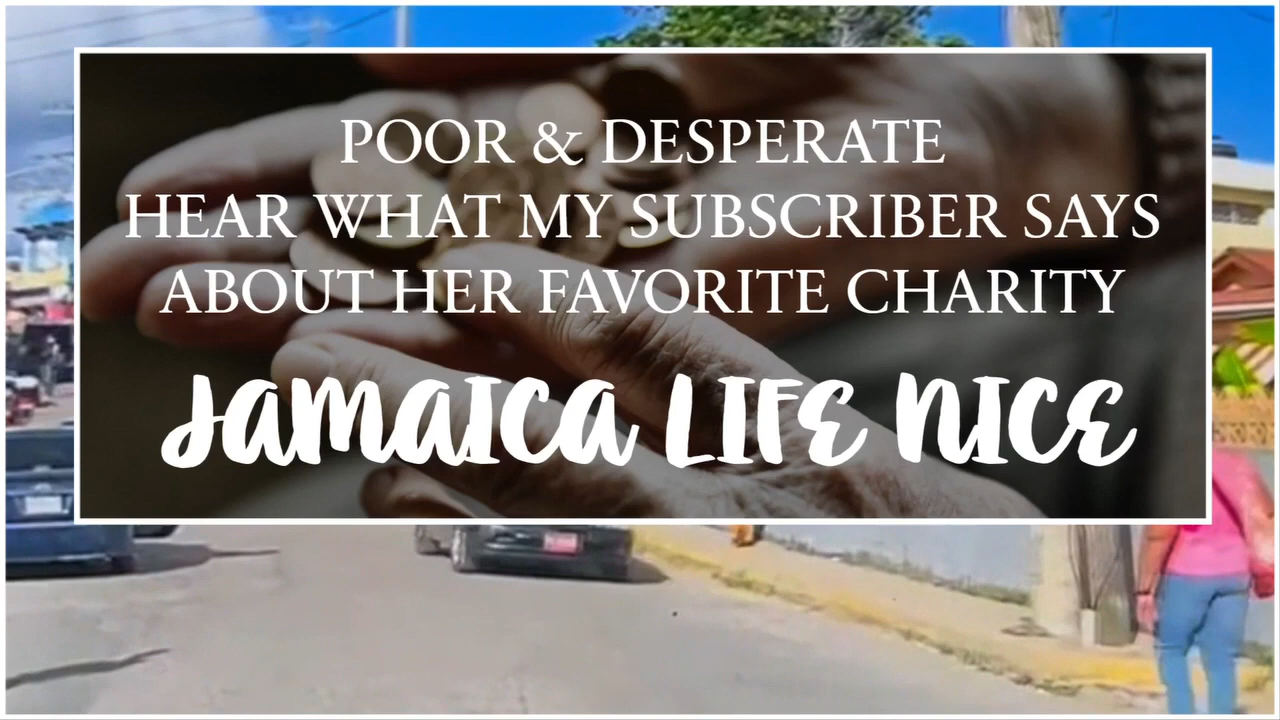 POOR & DESPERATE
HEAR WHAT MY SUBSCRIBER SAYS
ABOUT HER FAVORITE CHARITY
JAMAICA LIFE NICE